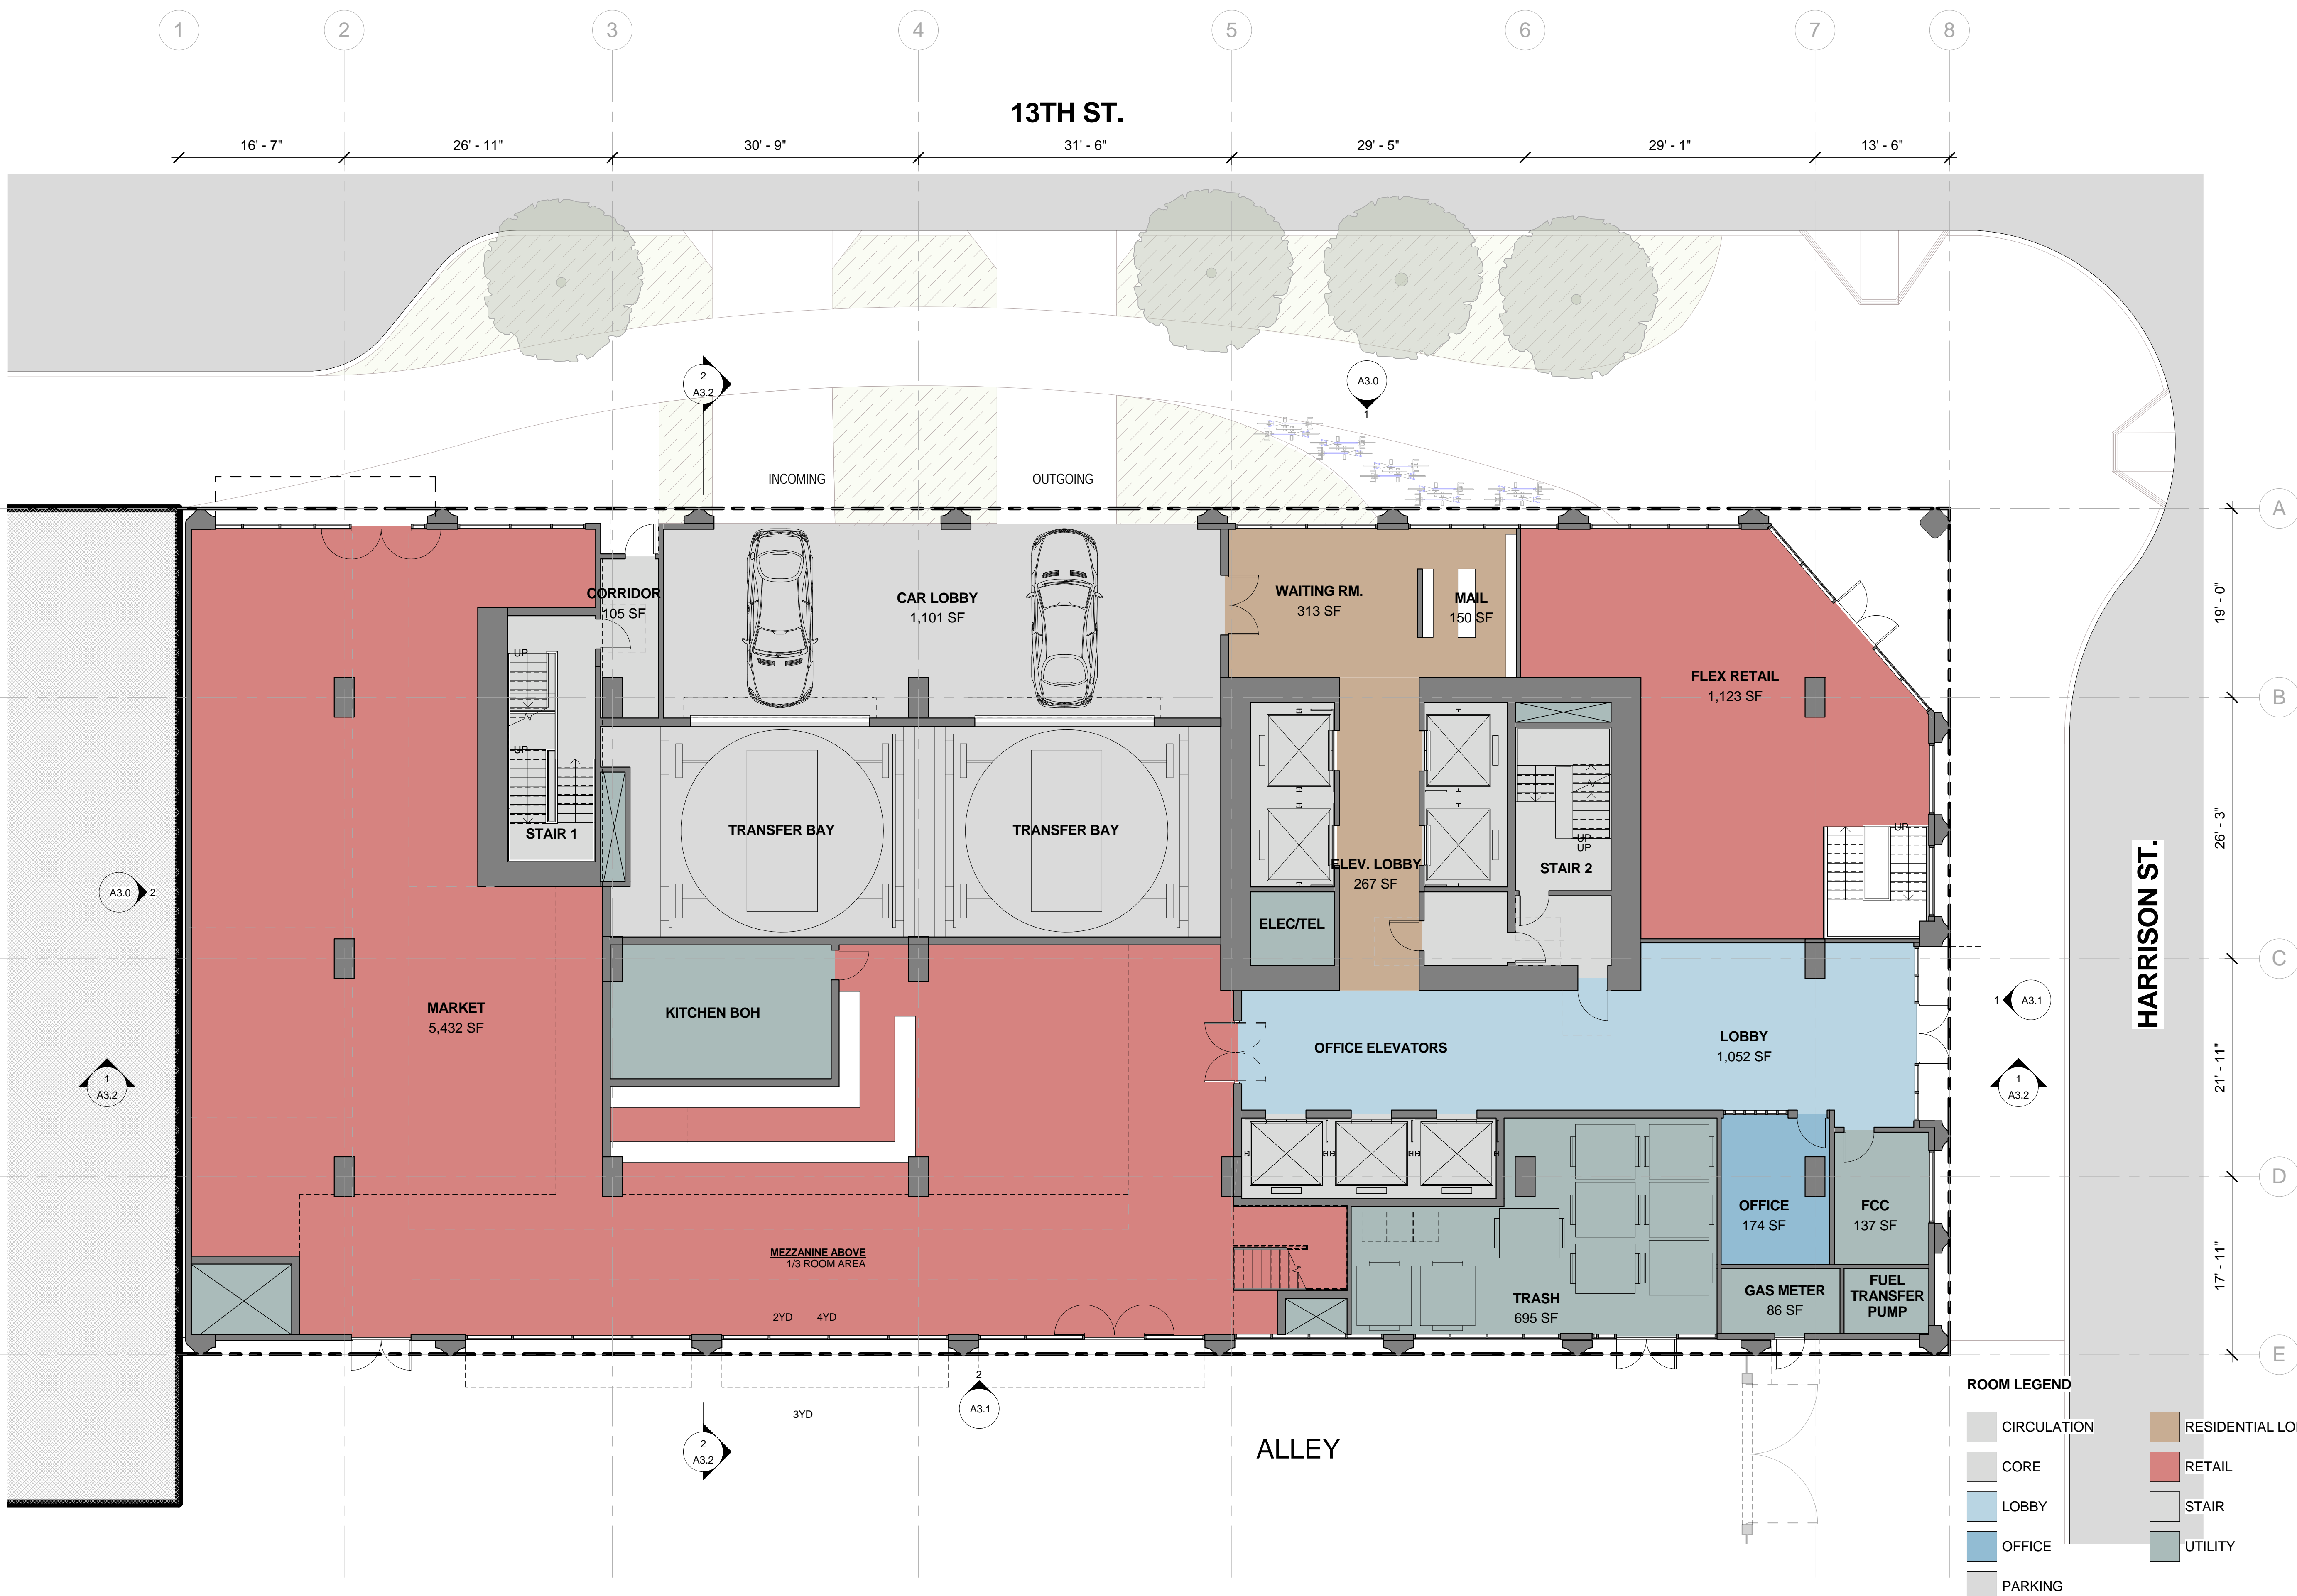 1 2 3 4 5 6 7 8
13TH ST.
16' - 7" 26' - 11" 30' - 9" 31' - 6" 29' - 5" 29' - 1" 13' - 6"
2
A3.2
A3.0
1
INCOMING
OUTGOING
A
19' - 0"
B
26' - 3"
C
21' - 11"
D
17' - 11"
E
HARRISON ST.
CORRIDOR
105 SF
CAR LOBBY
1,101 SF
WAITING RM.
313 SF
MAIL
150 SF
FLEX RETAIL
1,123 SF
UP
UP
STAIR 1
TRANSFER BAY
TRANSFER BAY
ELEV. LOBBY
267 SF
UP
UP
STAIR 2
UP
A3.0
2
ELEC/TEL
MARKET
5,432 SF
KITCHEN BOH
OFFICE ELEVATORS
LOBBY
1,052 SF
1
A3.1
1
A3.2
1
A3.2
OFFICE
174 SF
FCC
137 SF
MEZZANINE ABOVE
1/3 ROOM AREA
2YD 4YD
TRASH
695 SF
GAS METER
86 SF
FUEL
TRANSFER
PUMP
2
A3.1
3YD
2
A3.2
ALLEY
ROOM LEGEND
CIRCULATION
CORE
LOBBY
OFFICE
PARKING
RESIDENTIAL LO
RETAIL
STAIR
UTILITY